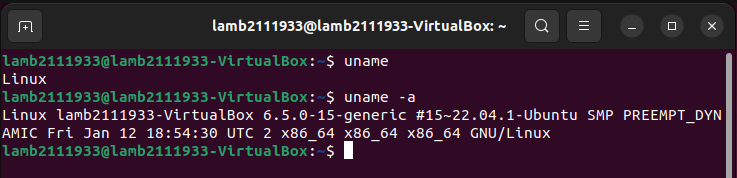 lamb2111933@lamb2111933-VirtualBox: ~
lamb2111933@lamb2111933-VirtualBox:~$ uname
Linux
lamb2111933@lamb2111933-VirtualBox:~$ uname -a
Linux lamb2111933-VirtualBox 6.5.0-15-generic #15~22.04.1-Ubuntu SMP PREEMPT_DYN
AMIC Fri Jan 12 18:54:30 UTC 2 x86_64 x86_64 x86_64 GNU/Linux
lamb2111933@lamb2111933-VirtualBox:~$